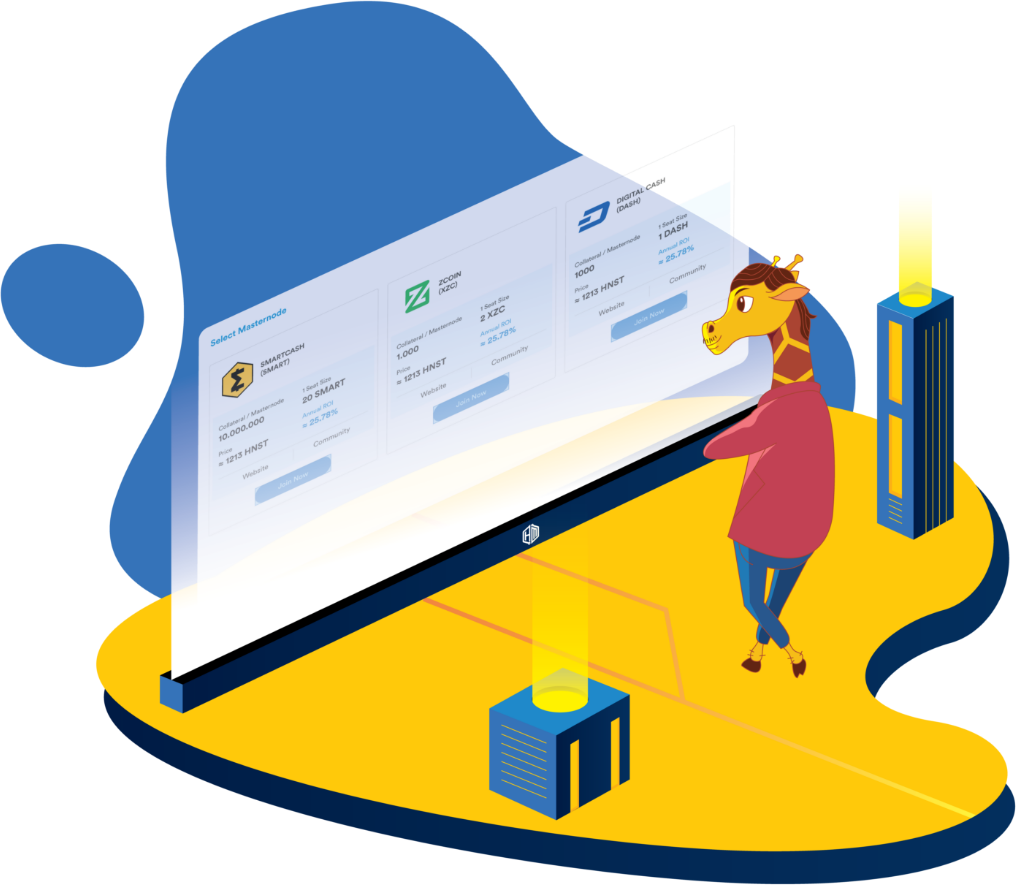 Select Masternode
SMARTCASH
(SMART)
Collateral / Masternode
10.000.000
1 Seat Size
20 SMART
Price
≈ 1213 HNST
Annual ROI
≈ 25.78%
Website
Community
Join Now
ZCOIN
(XZC)
Collateral / Masternode
1.000
1 Seat Size
2 XZC
Price
≈ 1213 HNST
Annual ROI
≈ 25.78%
Website
Community
Join Now
DIGITAL CASH
(DASH)
Collateral / Masternode
1000
1 Seat Size
1 DASH
Price
≈ 1213 HNST
Annual ROI
≈ 25.78%
Website
Community
Join Now